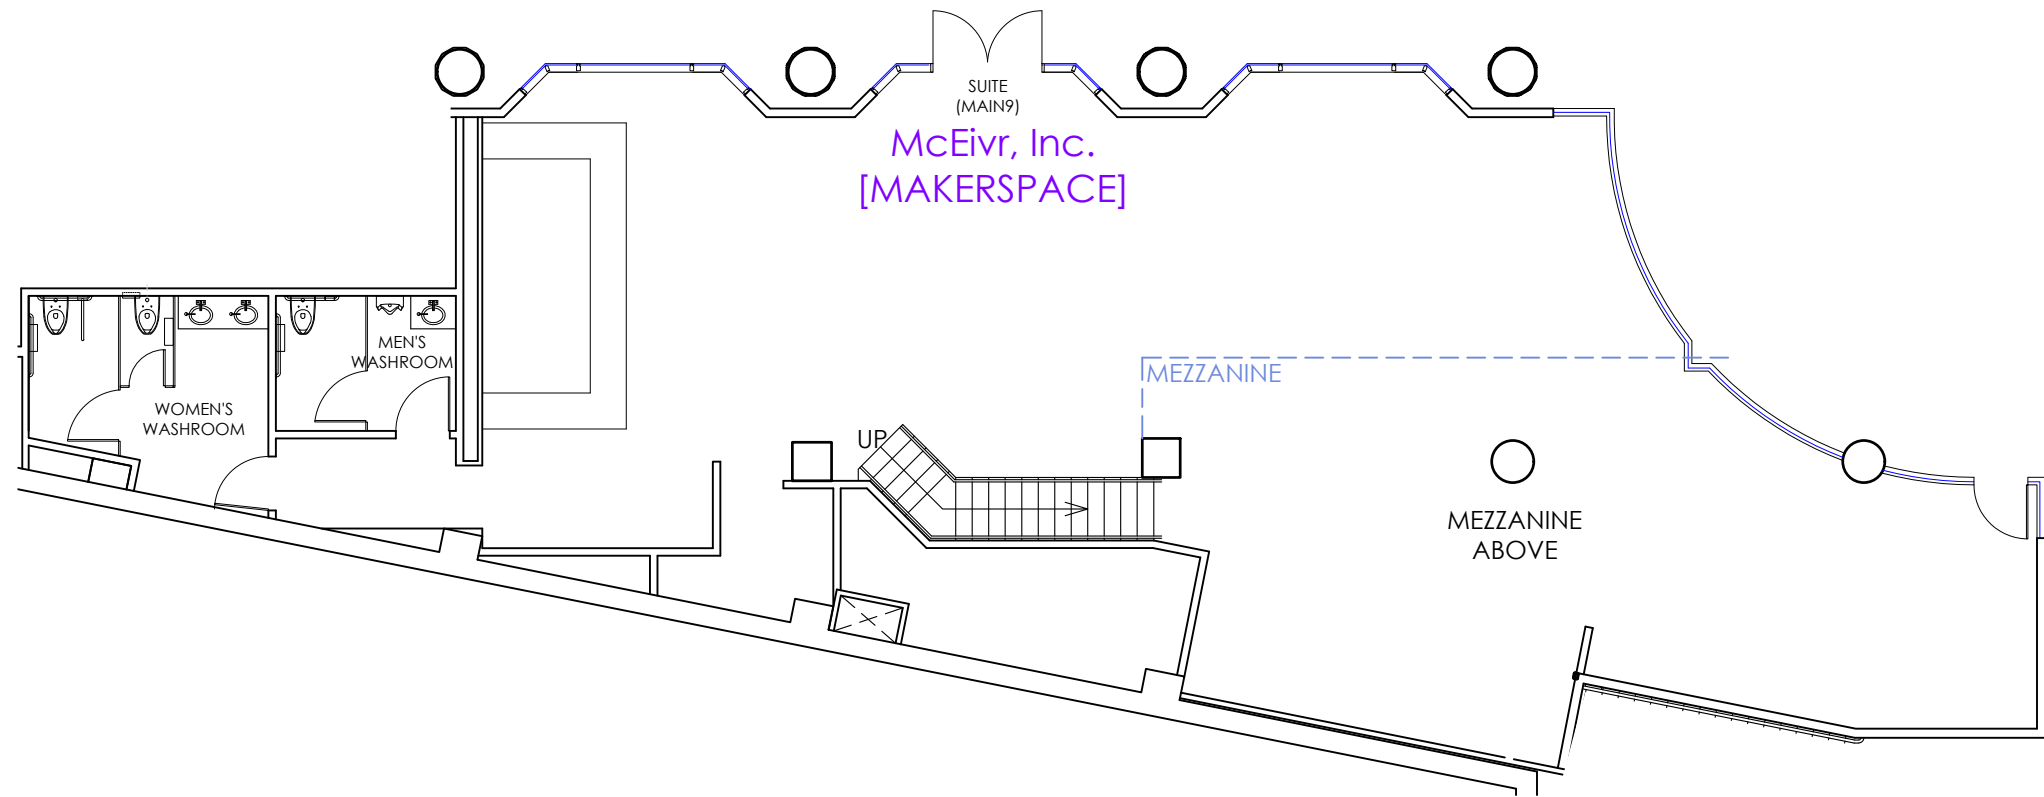 SUITE
(MAIN9)
McEivr, Inc.
[MAKERSPACE]
MEN'S
WASHROOM
MEZZANINE
WOMEN'S
WASHROOM
UP
MEZZANINE
ABOVE